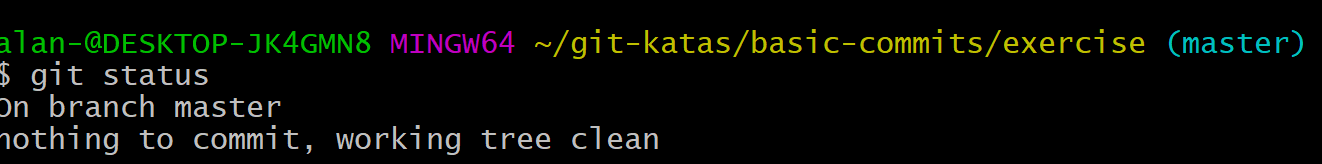 alan-@DESKTOP-JK4GMN8 MINGW64 ~/git-katas/basic-commits/exercise (master)
$ git status
On branch master
nothing to commit, working tree clean